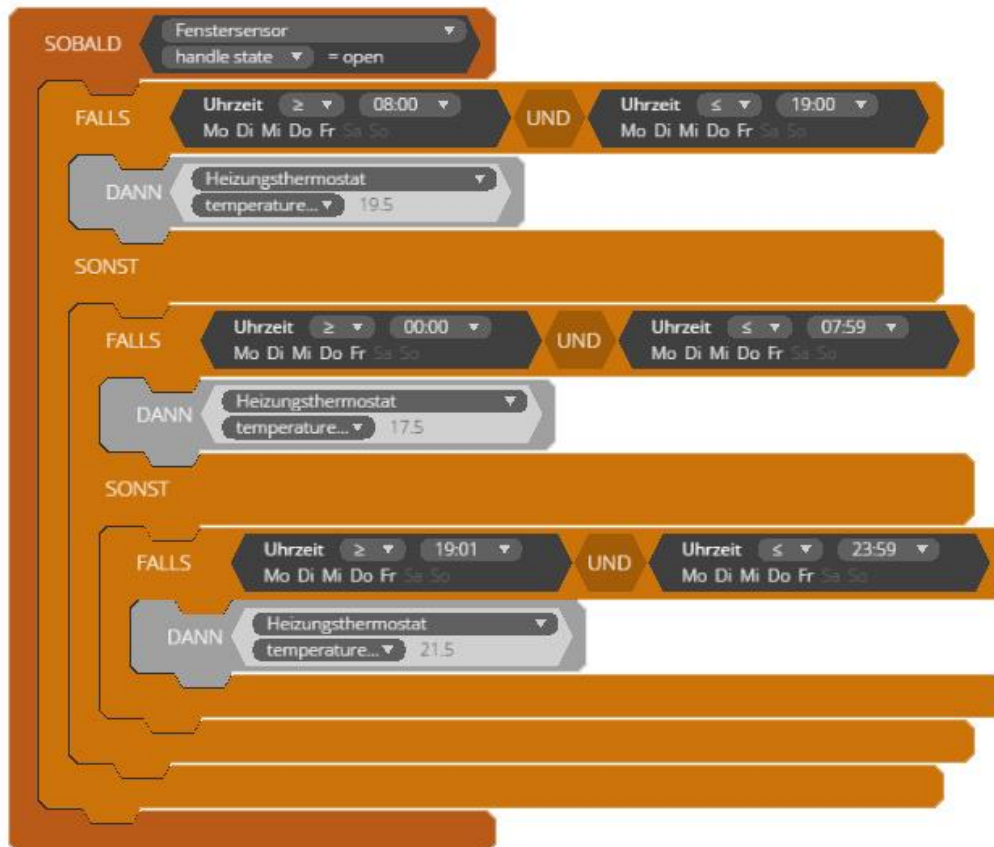 SOBALD Fenstersensor
handle state = open
FALLS Uhrzeit ≥ 08:00 UND Uhrzeit ≤ 19:00
Mo Di Mi Do Fr Sa So Mo Di Mi Do Fr Sa So
DANN Heizungsthermostat
temperature... 19.5
SONST
FALLS Uhrzeit ≥ 00:00 UND Uhrzeit ≤ 07:59
Mo Di Mi Do Fr Sa So Mo Di Mi Do Fr Sa So
DANN Heizungsthermostat
temperature... 17.5
SONST
FALLS Uhrzeit ≥ 19:01 UND Uhrzeit ≤ 23:59
Mo Di Mi Do Fr Sa So Mo Di Mi Do Fr Sa So
DANN Heizungsthermostat
temperature... 21.5